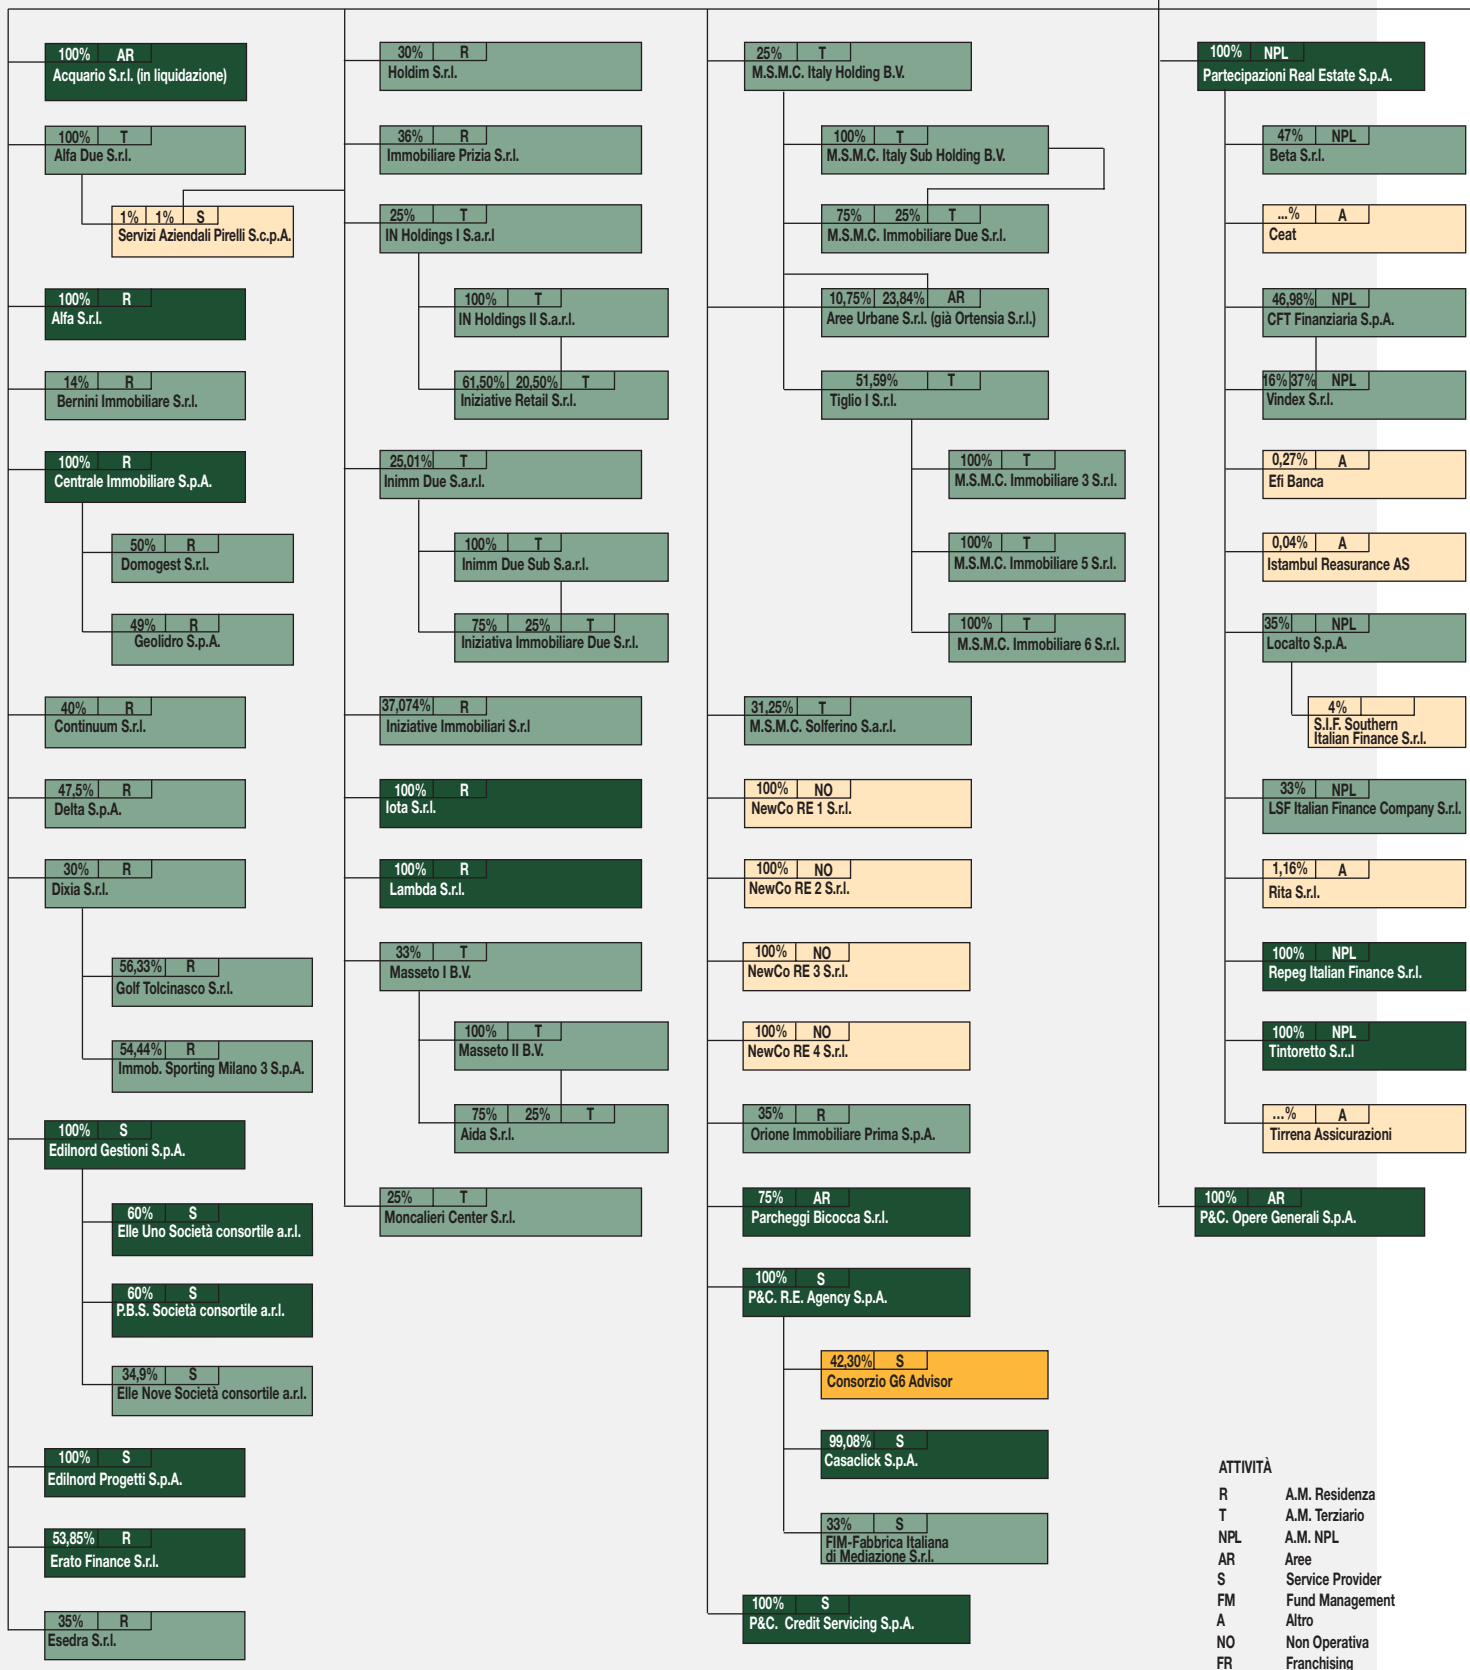 100% AR
Acquario S.r.l. (in liquidazione)
100% T
Alfa Due S.r.l.
1% 1% S
Servizi Aziendali Pirelli S.c.p.A.
100% R
Alfa S.r.l.
14% R
Bernini Immobiliare S.r.l.
100% R
Centrale Immobiliare S.p.A.
50% R
Domogest S.r.l.
49% R
Geolidro S.p.A.
40% R
Continuum S.r.l.
47,5% R
Delta S.p.A.
30% R
Dixia S.r.l.
56,33% R
Golf Tolcinasco S.r.l.
54,44% R
Immob. Sporting Milano 3 S.p.A.
100% S
Edilnord Gestioni S.p.A.
60% S
Elle Uno Società consortile a.r.l.
60% S
P.B.S. Società consortile a.r.l.
34,9% S
Elle Nove Società consortile a.r.l.
100% S
Edilnord Progetti S.p.A.
53,85% R
Erato Finance S.r.l.
35% R
Esedra S.r.l.
30% R
Holdim S.r.l.
36% R
Immobiliare Prizia S.r.l.
25% T
IN Holdings I S.a.r.l
100% T
IN Holdings II S.a.r.l.
61,50% 20,50% T
Iniziative Retail S.r.l.
25,01% T
Inimm Due S.a.r.l.
100% T
Inimm Due Sub S.a.r.l.
75% 25% T
Iniziativa Immobiliare Due S.r.l.
37,074% R
Iniziative Immobiliari S.r.l
100% R
Iota S.r.l.
100% R
Lambda S.r.l.
33% T
Masseto I B.V.
100% T
Masseto II B.V.
75% 25% T
Aida S.r.l.
25% T
Moncalieri Center S.r.l.
25% T
M.S.M.C. Italy Holding B.V.
100% T
M.S.M.C. Italy Sub Holding B.V.
75% 25% T
M.S.M.C. Immobiliare Due S.r.l.
10,75% 23,84% AR
Aree Urbane S.r.l. (già Ortensia S.r.l.)
51,59% T
Tiglio I S.r.l.
100% T
M.S.M.C. Immobiliare 3 S.r.l.
100% T
M.S.M.C. Immobiliare 5 S.r.l.
100% T
M.S.M.C. Immobiliare 6 S.r.l.
31,25% T
M.S.M.C. Solferino S.a.r.l.
100% NO
NewCo RE 1 S.r.l.
100% NO
NewCo RE 2 S.r.l.
100% NO
NewCo RE 3 S.r.l.
100% NO
NewCo RE 4 S.r.l.
35% R
Orione Immobiliare Prima S.p.A.
75% AR
Parcheggi Bicocca S.r.l.
100% S
P&C. R.E. Agency S.p.A.
42,30% S
Consorzio G6 Advisor
99,08% S
Casaclick S.p.A.
33% S
FIM-Fabbrica Italiana
di Mediazione S.r.l.
100% S
P&C. Credit Servicing S.p.A.
100% NPL
Partecipazioni Real Estate S.p.A.
47% NPL
Beta S.r.l.
...% A
Ceat
46,98% NPL
CFT Finanziaria S.p.A.
16% 37% NPL
Vindex S.r.l.
0,27% A
Efi Banca
0,04% A
Istambul Reasurance AS
35% NPL
Localto S.p.A.
4%
S.I.F. Southern
Italian Finance S.r.l.
33% NPL
LSF Italian Finance Company S.r.l.
1,16% A
Rita S.r.l.
100% NPL
Repeg Italian Finance S.r.l.
100% NPL
Tintoretto S.r..l
...% A
Tirrena Assicurazioni
100% AR
P&C. Opere Generali S.p.A.
ATTIVITÀ
R A.M. Residenza
T A.M. Terziario
NPL A.M. NPL
AR Aree
S Service Provider
FM Fund Management
A Altro
NO Non Operativa
FR Franchising